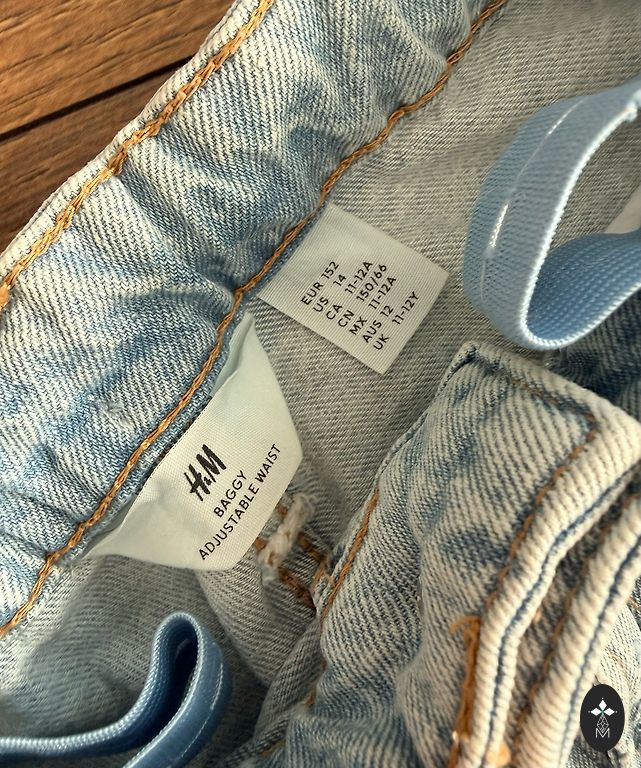 EUR 152
US 14
CA 11-12A
CN 150/66
MX 11-12A
AUS 12
UK 11-12Y
H&M
BAGGY
ADJUSTABLE WAIST